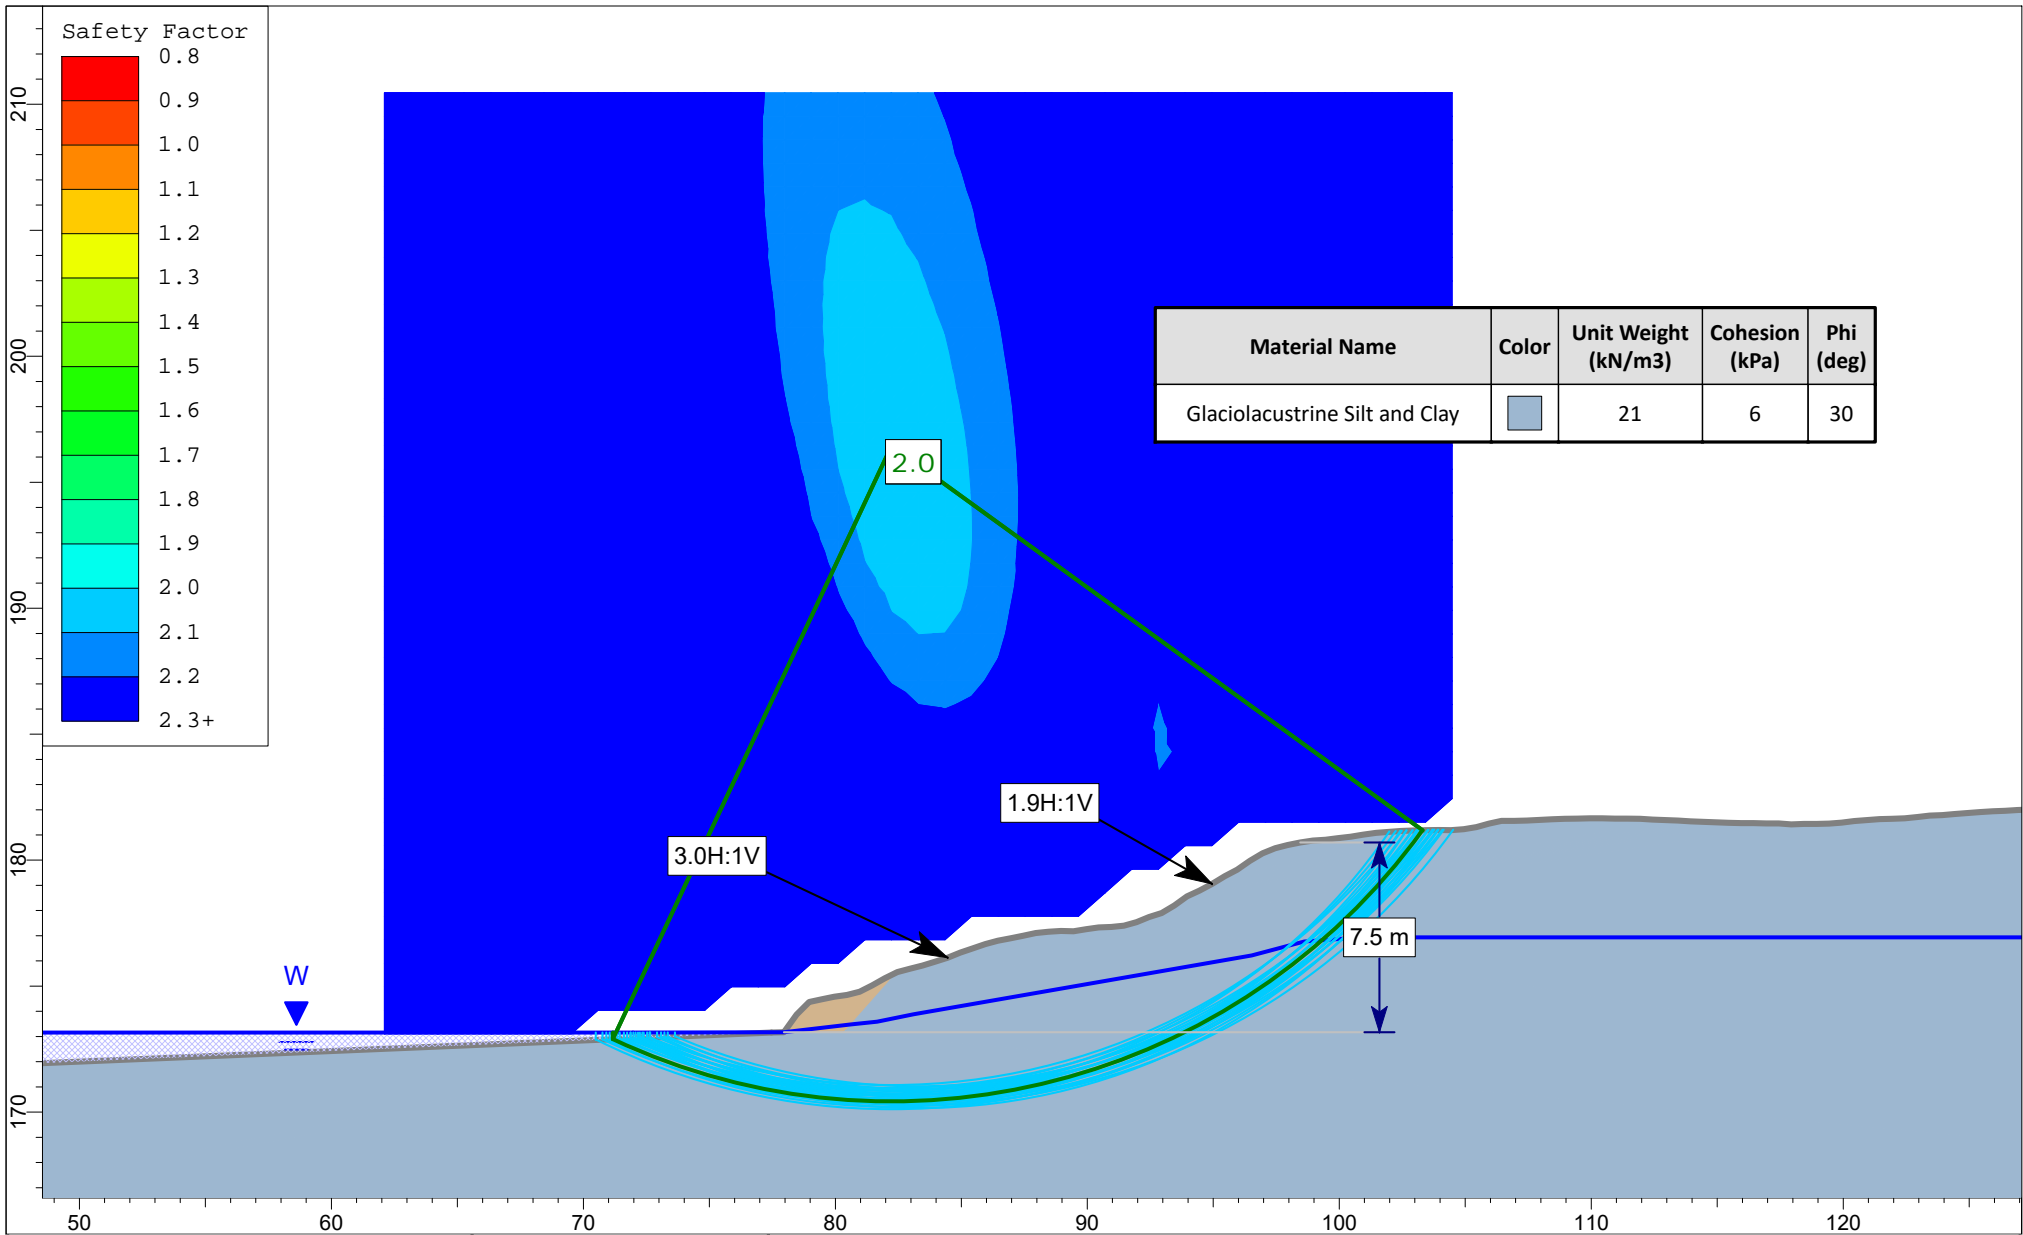 Safety Factor
0.8
0.9
1.0
1.1
1.2
1.3
1.4
1.5
1.6
1.7
1.8
1.9
2.0
2.1
2.2
2.3+
210
200
190
180
170
Material Name Color Unit Weight (kN/m3) Cohesion (kPa) Phi (deg)
Glaciolacustrine Silt and Clay 21 6 30
2.0
1.9H:1V
3.0H:1V
7.5 m
W
50 60 70 80 90 100 110 120